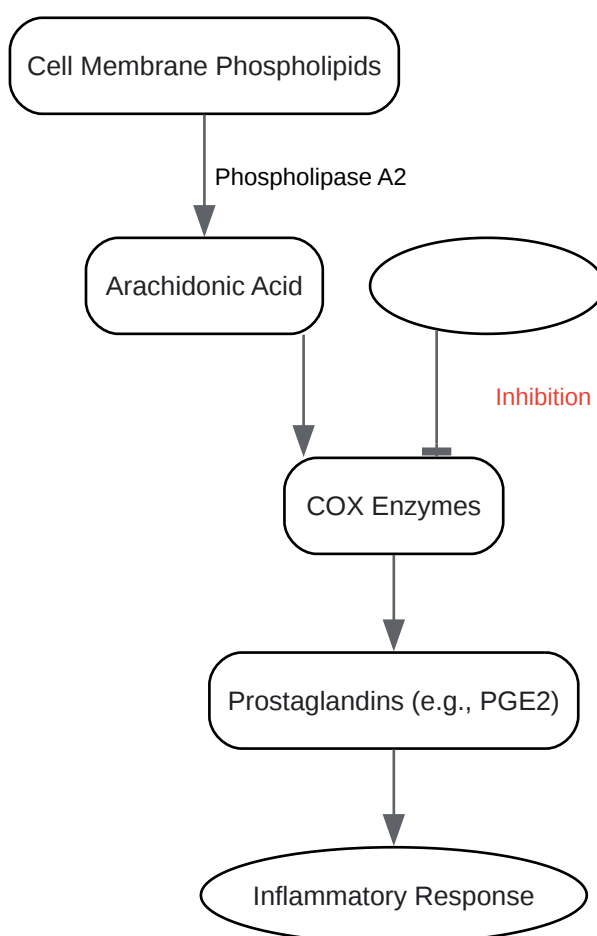 Cell Membrane Phospholipids
Phospholipase A2
Arachidonic Acid
Inhibition
COX Enzymes
Prostaglandins (e.g., PGE2)
Inflammatory Response